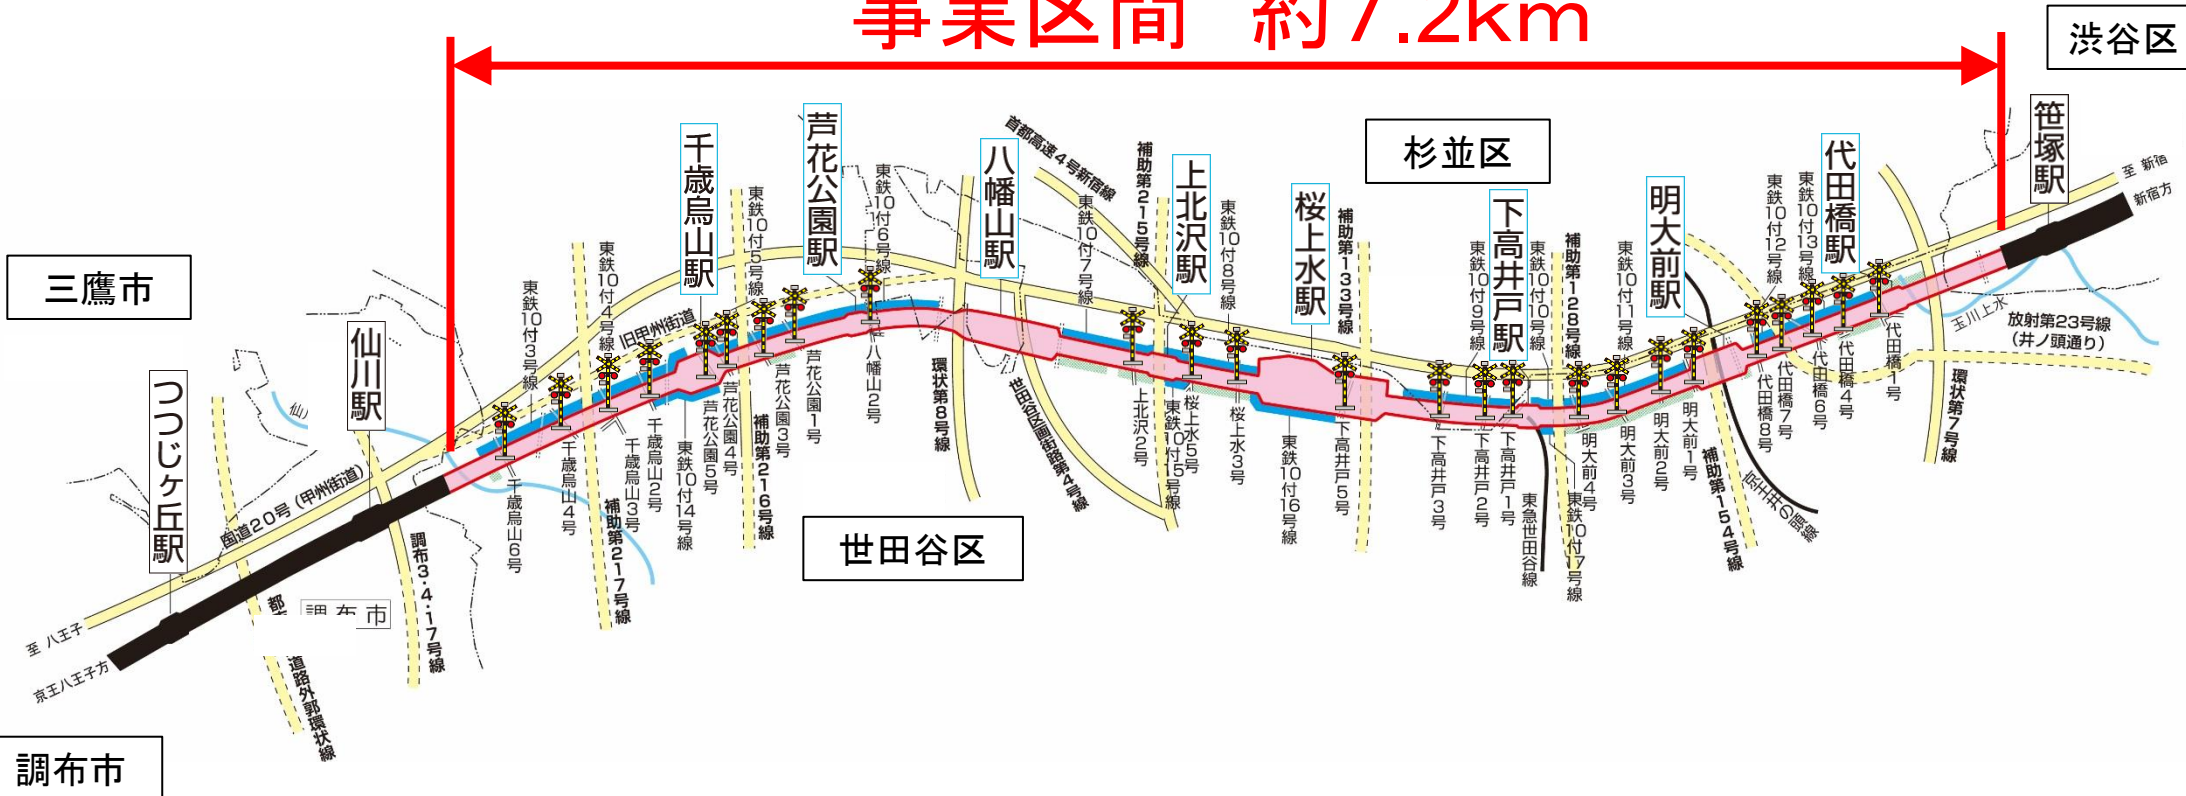 事業区間 約7.2km
渋谷区
杉並区
三鷹市
世田谷区
調布市
調布市
つつじヶ丘駅
仙川駅
千歳烏山駅
芦花公園駅
八幡山駅
上北沢駅
桜上水駅
下高井戸駅
明大前駅
代田橋駅
笹塚駅
至 新宿
新宿方
至 八王子
京王八王子方
国道20号(甲州街道)
旧甲州街道
首都高速4号新宿線
玉川上水
放射第23号線
(井ノ頭通り)
東鉄10付3号線
東鉄10付4号線
東鉄10付5号線
東鉄10付6号線
東鉄10付7号線
補助第215号線
東鉄10付8号線
補助第133号線
東鉄10付9号線
東鉄10付10号線
補助第128号線
東鉄10付11号線
東鉄10付12号線
東鉄10付13号線
調布3・4・17号線
道路外郭環状線
千歳烏山6号
千歳烏山4号
補助第217号線
千歳烏山3号
千歳烏山2号
東鉄10付14号線
芦花公園5号
芦花公園4号
補助第216号線
芦花公園3号
芦花公園1号
八幡山2号
環状第8号線
世田谷区画街路第4号線
上北沢2号
東鉄10付15号線
桜上水5号
桜上水3号
東鉄10付16号線
下高井戸5号
下高井戸3号
下高井戸2号
下高井戸1号
東急世田谷線
東鉄10付17号線
明大前4号
明大前3号
明大前2号
明大前1号
補助第154号線
京王井の頭線
代田橋8号
代田橋7号
代田橋6号
代田橋4号
代田橋1号
環状第7号線